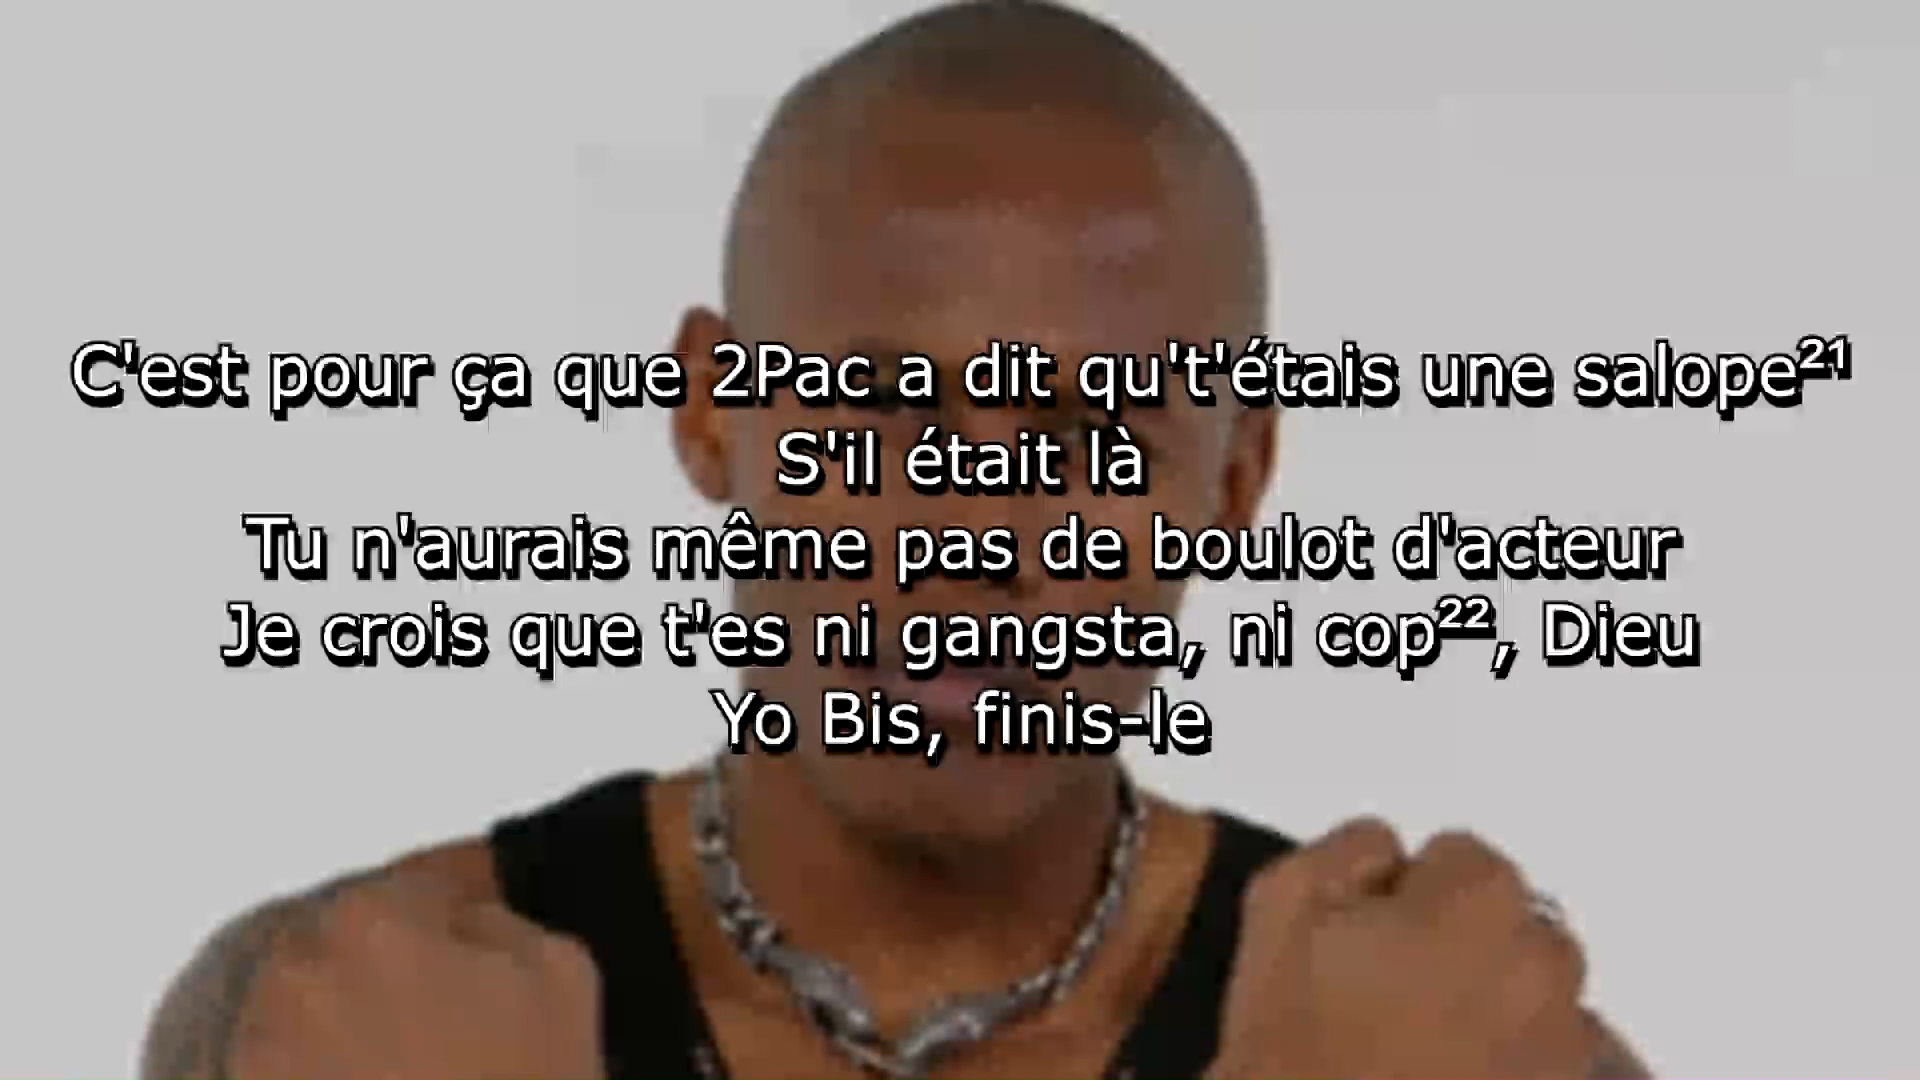 C'est pour ça que 2Pac a dit qu't'étais une salope²¹
S'il était là
Tu n'aurais même pas de boulot d'acteur
Je crois que t'es ni gangsta, ni cop²², Dieu
Yo Bis, finis-le